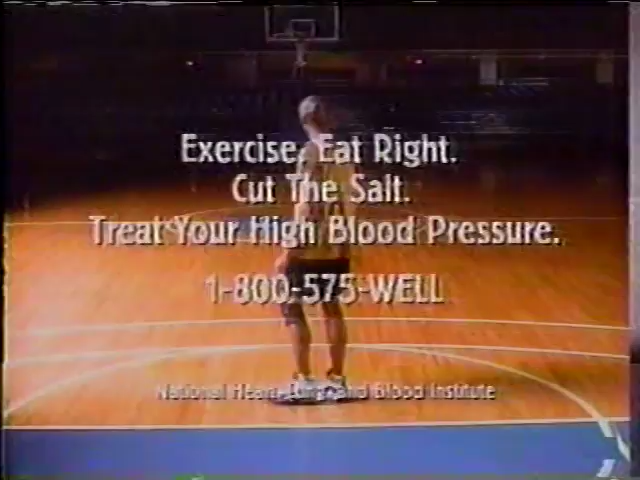 Exercise. Eat Right.
Cut The Salt.
Treat Your High Blood Pressure.
1-800-575-WELL
National Heart, Lung, and Blood Institute